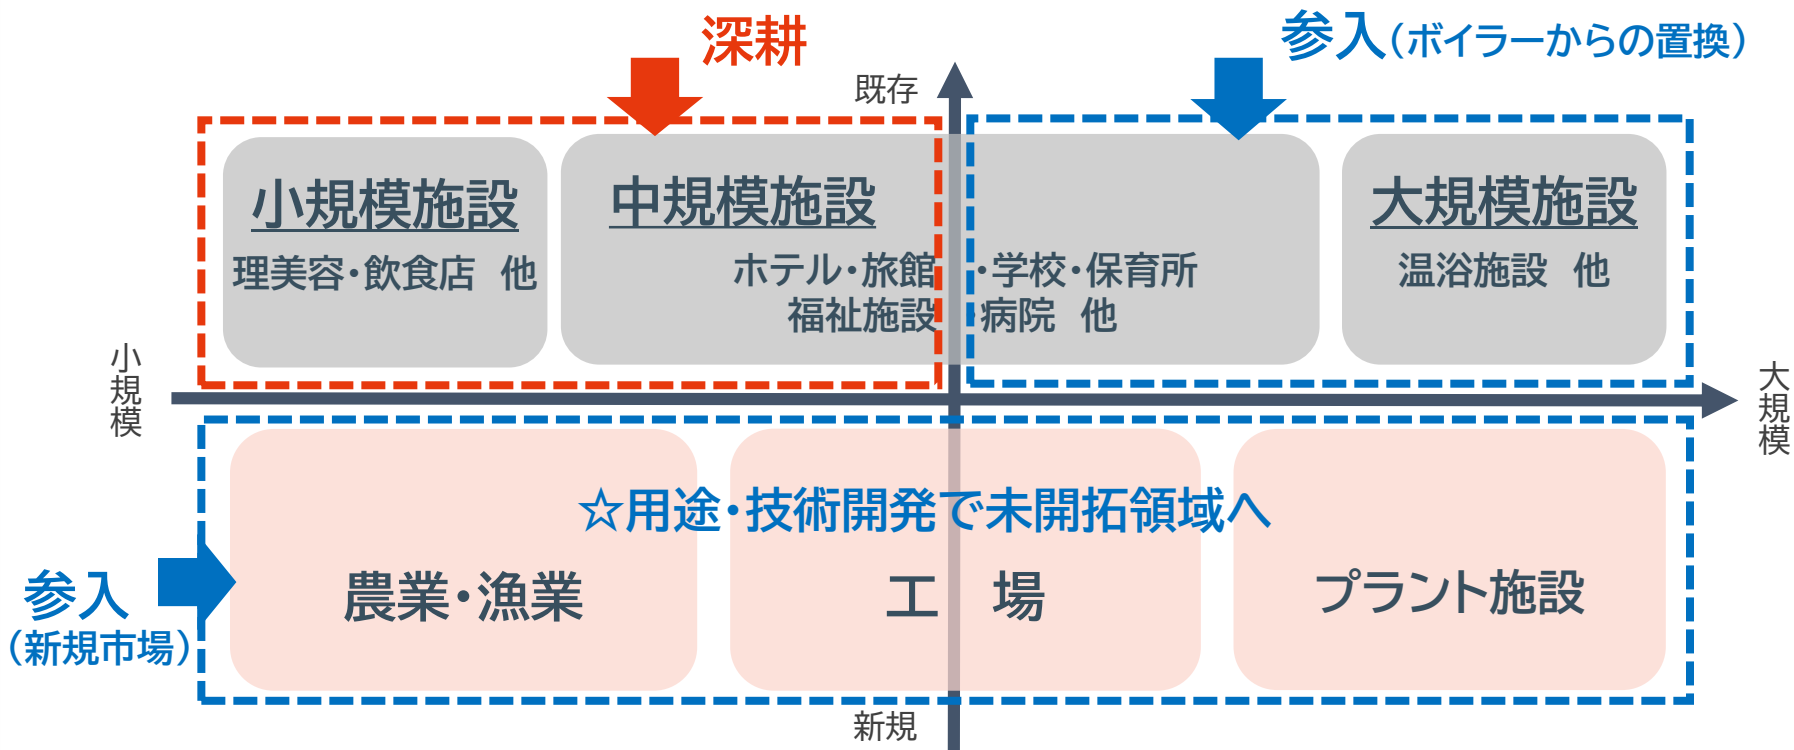 深耕
参入(ボイラーからの置換)
既存
小規模施設
理美容・飲食店　他
中規模施設
ホテル・旅館　・学校・保育所
福祉施設　・病院　他
大規模施設
温浴施設　他
小規模
大規模
☆用途・技術開発で未開拓領域へ
参入
(新規市場)
農業・漁業
工　場
プラント施設
新規